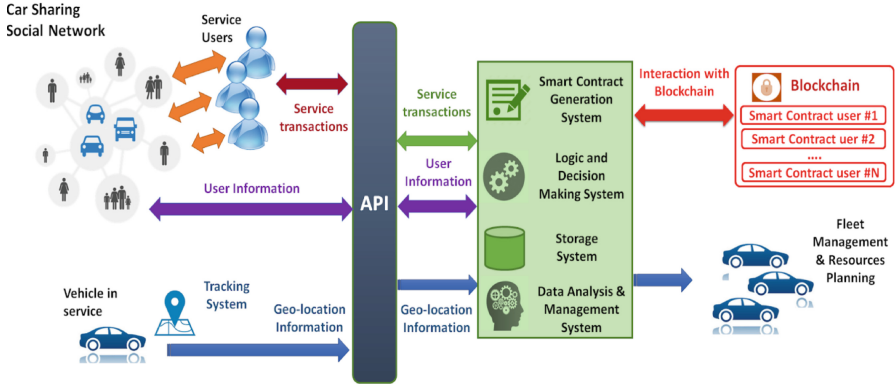 Car Sharing
Social Network
Service
Users
Service
transactions
User Information
Vehicle in
service
Tracking
System
Geo-location
Information
API
Service
transactions
User
Information
Geo-location
Information
Smart Contract
Generation
System
Logic and
Decision
Making System
Storage
System
Data Analysis &
Management
System
Interaction with
Blockchain
Blockchain
Smart Contract user #1
Smart Contract uer #2
....
Smart Contract user #N
Fleet
Management
& Resources
Planning